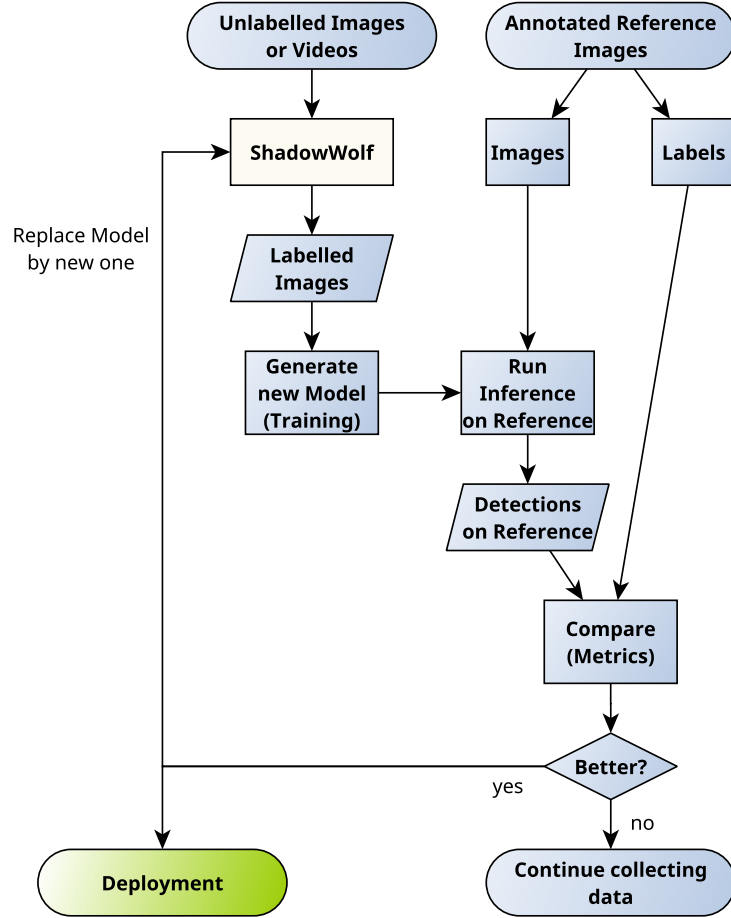 Unlabelled Images
or Videos
Annotated Reference
Images
ShadowWolf
Images
Labels
Replace Model
by new one
Labelled
Images
Generate
new Model
(Training)
Run
Inference
on Reference
Detections
on Reference
Compare
(Metrics)
Better?
yes
no
Deployment
Continue collecting
data